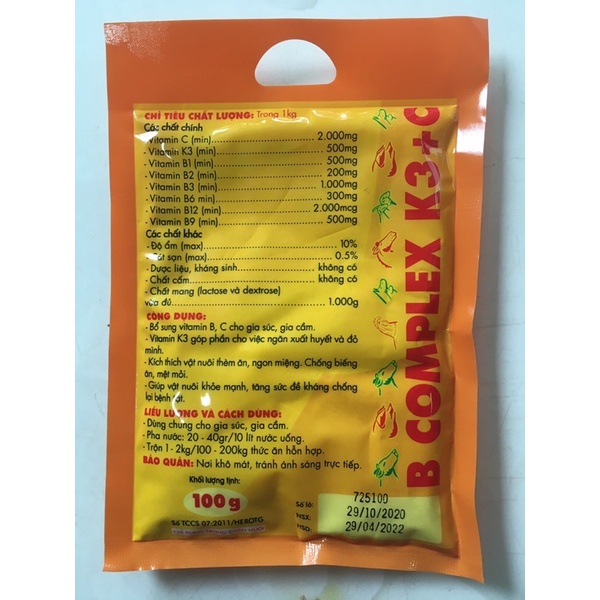 CHỈ TIÊU CHẤT LƯỢNG: Trong 1kg
Các chất chính
- Vitamin C (min) 2.000mg
- Vitamin K3 (min) 500mg
- Vitamin B1 (min) 500mg
- Vitamin B2 (min) 200mg
- Vitamin B3 (min) 1.000mg
- Vitamin B6 min) 300mg
- Vitamin B12 (min) 2.000mcg
- Vitamin B9 (min) 500mg
Các chất khác
- Độ ẩm (max) 10%
- Cát sạn (max) 0.5%
- Dược liệu, kháng sinh không có
- Chất cấm không có
- Chất mang (lactose và dextrose)
vừa đủ 1.000g
CÔNG DỤNG:
- Bổ sung vitamin B, C cho gia súc, gia cầm.
- Vitamin K3 góp phần cho việc ngăn xuất huyết và đỏ
mình.
- Kích thích vật nuôi thèm ăn, ngon miệng. Chống biếng
ăn, mệt mỏi.
- Giúp vật nuôi khỏe mạnh, tăng sức đề kháng chống
lại bệnh tật.
LIỀU LƯỢNG VÀ CÁCH DÙNG:
- Dùng chung cho gia súc, gia cầm.
- Pha nước: 20 - 40gr/10 lít nước uống.
- Trộn 1 - 2kg/100 - 200kg thức ăn hỗn hợp.
BẢO QUẢN: Nơi khô mát, tránh ánh sáng trực tiếp.
Khối lượng tịnh:
100g
Số TCCS 07:2011/HEROTG
Số lô: 725100
NSX: 29/10/2020
HSD: 29/04/2022
B COMPLEX K3+C